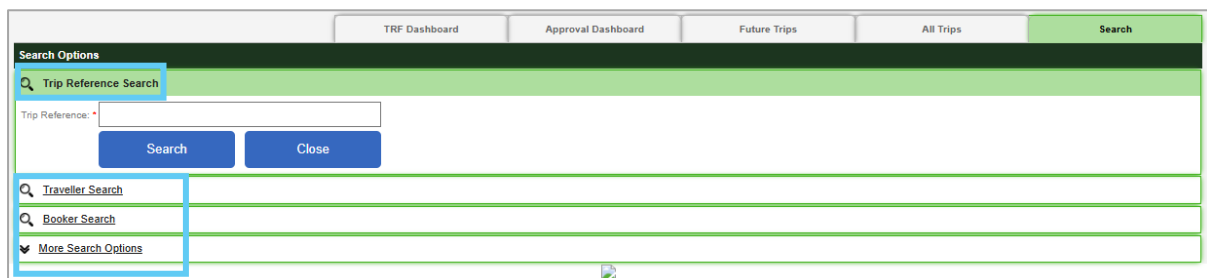 TRF Dashboard Approval Dashboard Future Trips All Trips Search
Search Options
Trip Reference Search
Trip Reference: *
Search Close
Traveller Search
Booker Search
More Search Options